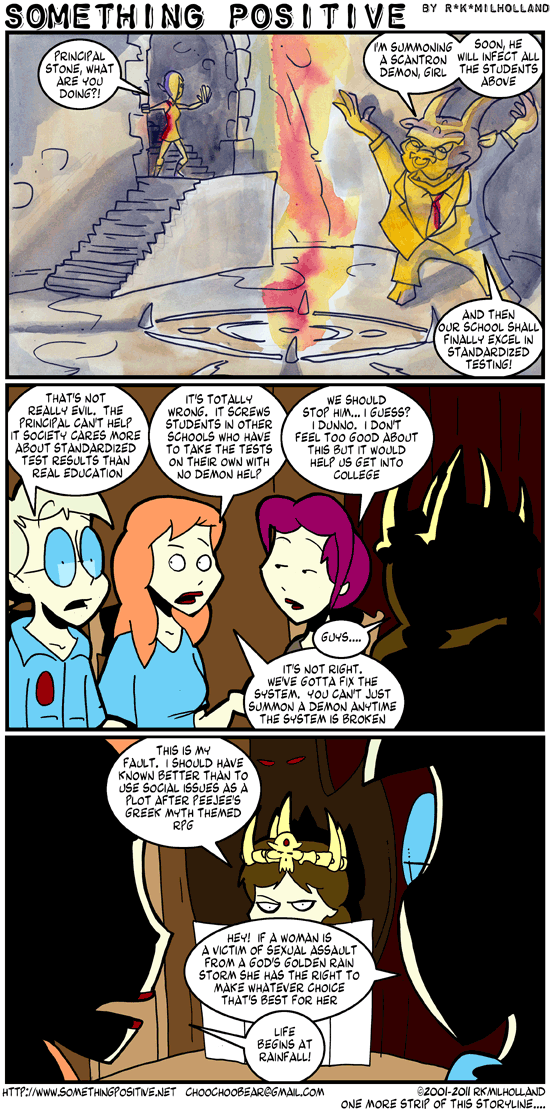 SOMETHING POSITIVE BY R*K*MILHOLLAND
PRINCIPAL
STONE, WHAT
ARE YOU
DOING?!
I'M SUMMONING
A SCANTRON
DEMON, GIRL
SOON, HE
WILL INFECT ALL
THE STUDENTS
ABOVE
AND THEN
OUR SCHOOL SHALL
FINALLY EXCEL IN
STANDARDIZED
TESTING!
THAT'S NOT
REALLY EVIL. THE
PRINCIPAL CAN'T HELP
IT SOCIETY CARES MORE
ABOUT STANDARDIZED
TEST RESULTS THAN
REAL EDUCATION
IT'S TOTALLY
WRONG. IT SCREWS
STUDENTS IN OTHER
SCHOOLS WHO HAVE
TO TAKE THE TESTS
ON THEIR OWN WITH
NO DEMON HELP
WE SHOULD
STOP HIM... I GUESS?
I DUNNO. I DON'T
FEEL TOO GOOD ABOUT
THIS BUT IT WOULD
HELP US GET INTO
COLLEGE
GUYS....
IT'S NOT RIGHT.
WE'VE GOTTA FIX THE
SYSTEM. YOU CAN'T JUST
SUMMON A DEMON ANYTIME
THE SYSTEM IS BROKEN
THIS IS MY
FAULT. I SHOULD HAVE
KNOWN BETTER THAN TO
USE SOCIAL ISSUES AS A
PLOT AFTER PEEJEE'S
GREEK MYTH THEMED
RPG
HEY! IF A WOMAN IS
A VICTIM OF SEXUAL ASSAULT
FROM A GOD'S GOLDEN RAIN
STORM SHE HAS THE RIGHT TO
MAKE WHATEVER CHOICE
THAT'S BEST FOR HER
LIFE
BEGINS AT
RAINFALL!
HTTP://WWW.SOMETHINGPOSITIVE.NET CHOOCHOOBEAR@GMAIL.COM ©2001-2011 RKMILHOLLAND
ONE MORE STRIP OF THIS STORYLINE....